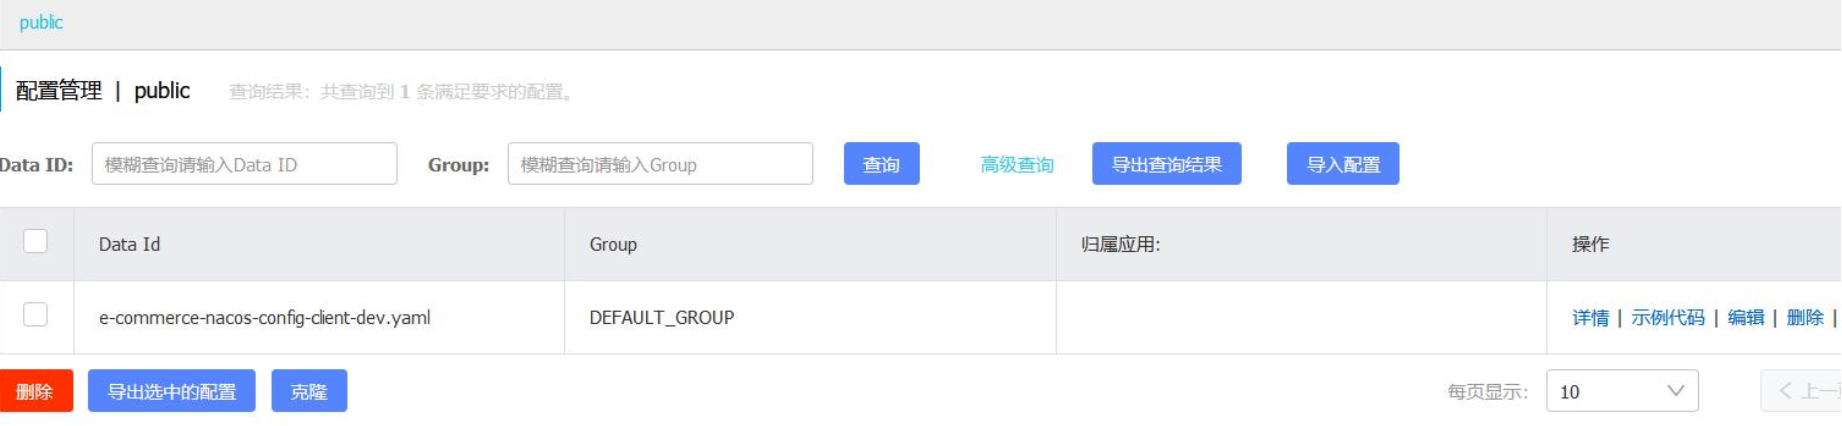 public
配置管理 | public 查询结果：共查询到 1 条满足要求的配置。
Data ID: 模糊查询请输入Data ID Group: 模糊查询请输入Group 查询 高级查询 导出查询结果 导入配置
Data Id Group 归属应用: 操作
e-commerce-nacos-config-client-dev.yaml DEFAULT_GROUP 详情 | 示例代码 | 编辑 | 删除 |
删除 导出选中的配置 克隆 每页显示: 10 < 上一